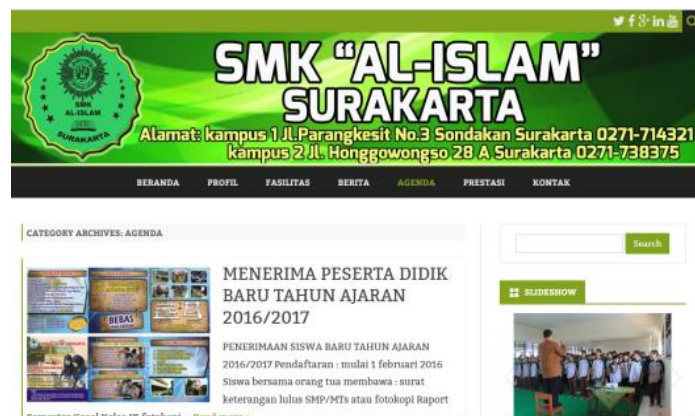 SMK "AL-ISLAM"
SURAKARTA
SMK
AL-ISLAM
SURAKARTA
Alamat: kampus 1 Jl.Parangkesit No.3 Sondakan Surakarta 0271-714321
kampus 2 Jl. Honggowongso 28 A Surakarta 0271-738375
BERANDA PROFIL FASILITAS BERITA AGENDA PRESTASI KONTAK
CATEGORY ARCHIVES: AGENDA
Search
MENERIMA PESERTA DIDIK
BARU TAHUN AJARAN
2016/2017
SLIDESHOW
BEBAS
PENERIMAAN SISWA BARU TAHUN AJARAN
2016/2017 Pendaftaran : mulai 1 februari 2016
Siswa bersama orang tua membawa : surat
keterangan lulus SMP/MTs atau fotokopi Raport